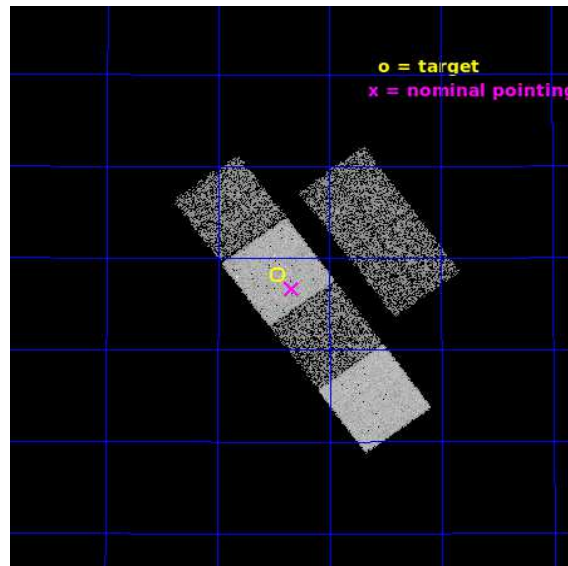 o = target
x = nominal pointing